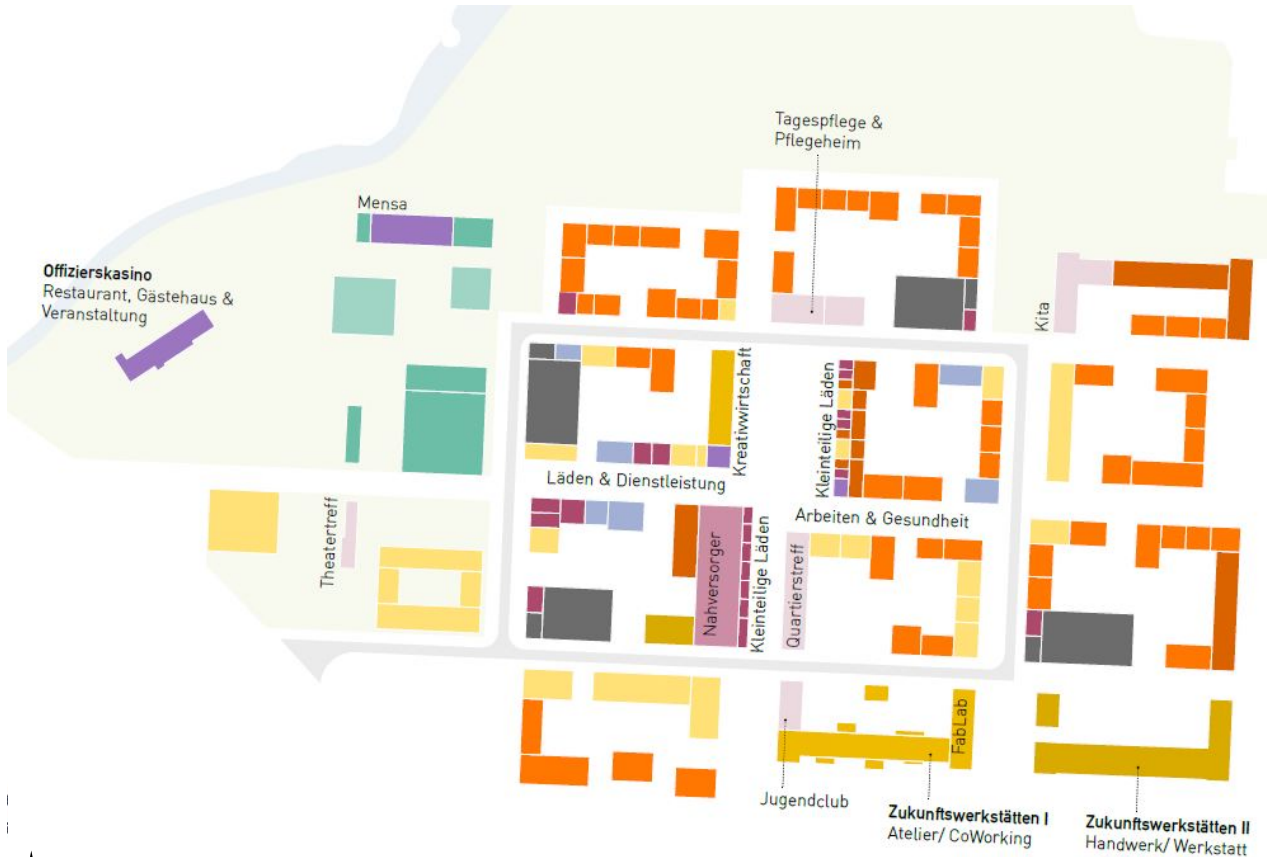 Tagespflege &
Pflegeheim
Mensa
Offizierskasino
Restaurant, Gästehaus &
Veranstaltung
Kita
Kreativwirtschaft
Kleinteilige Läden
Läden & Dienstleistung
Arbeiten & Gesundheit
Theatertreff
Nahversorger
Kleinteilige Läden
Quartierstreff
FabLab
Jugendclub
Zukunftswerkstätten I
Atelier/ CoWorking
Zukunftswerkstätten II
Handwerk/ Werkstatt